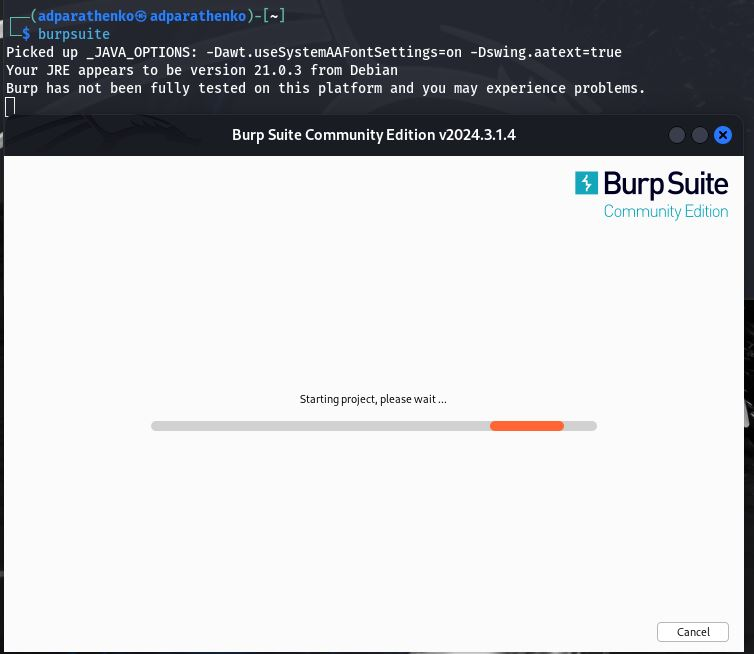 ┌──(adparathenko㉿adparathenko)-[~]
└─$ burpsuite
Picked up _JAVA_OPTIONS: -Dawt.useSystemAAFontSettings=on -Dswing.aatext=true
Your JRE appears to be version 21.0.3 from Debian
Burp has not been fully tested on this platform and you may experience problems.
Burp Suite Community Edition v2024.3.1.4
Burp Suite
Community Edition
Starting project, please wait ...
Cancel